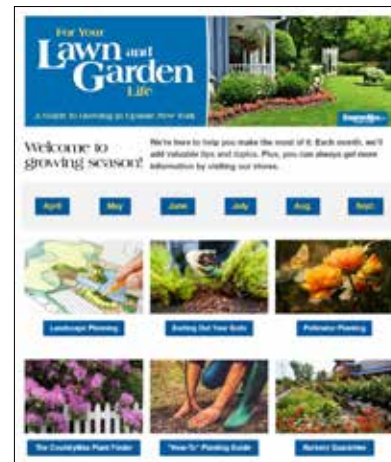 For Your
Lawn and
Garden
Life
A Guide to Growing in Upstate New York
Welcome to
growing season!
We're here to help you make the most of it. Each month, we'll
add valuable tips and topics. Plus, you can always get more
information by visiting our stores.
April May June July Aug. Sept.
Landscape Planning Sorting Out Your Soils Pollinator Planting
The CountryMax Plant Finder "How-To" Planting Guide Nursery Guarantee